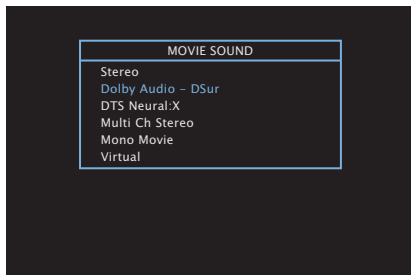 MOVIE SOUND
Stereo
Dolby Audio – DSur
DTS Neural:X
Multi Ch Stereo
Mono Movie
Virtual